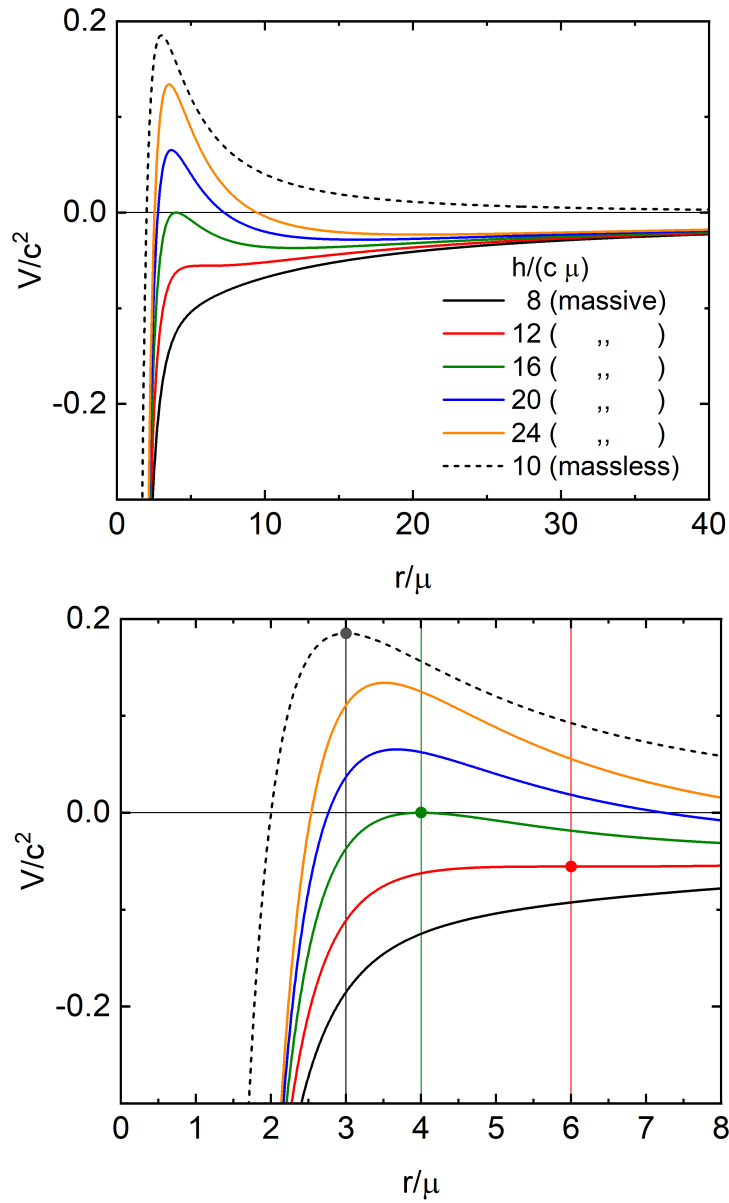 0.2
0.0
-0.2
V/c²
h/(c μ)
8 (massive)
12 ( ,, )
16 ( ,, )
20 ( ,, )
24 ( ,, )
10 (massless)
0 10 20 30 40
r/μ
0.2
0.0
-0.2
V/c²
0 1 2 3 4 5 6 7 8
r/μ